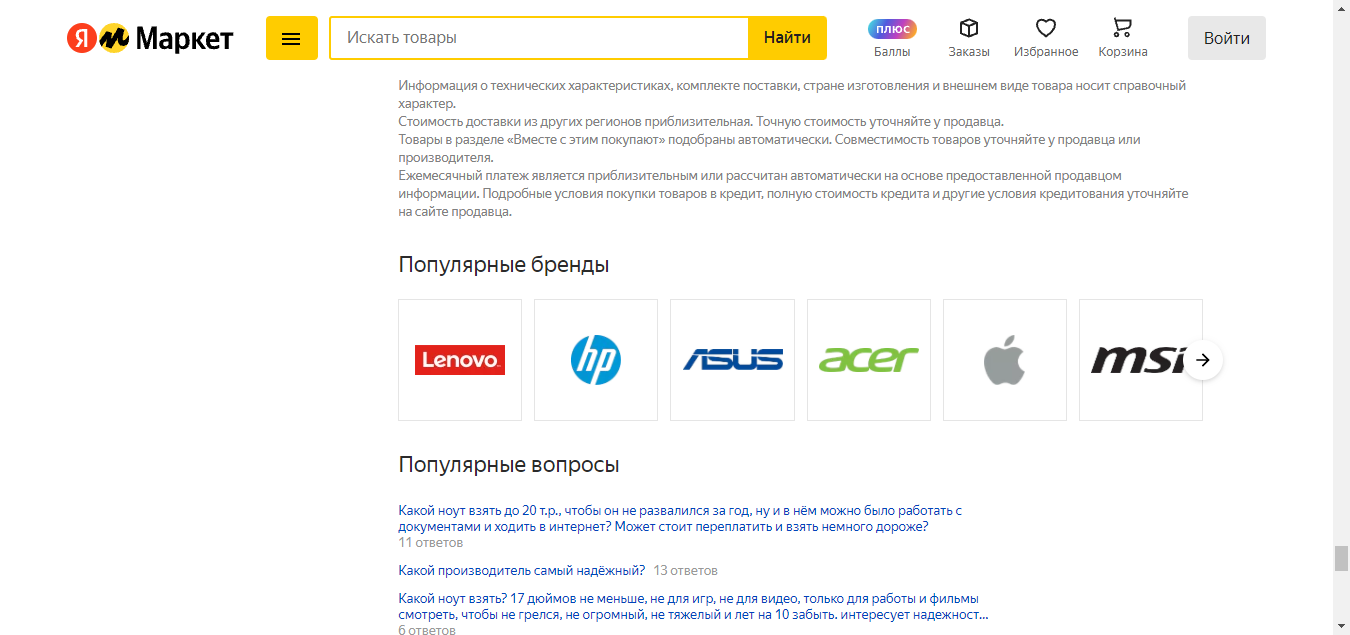 Я Маркет
Искать товары
Найти
плюс
Баллы
Заказы
Избранное
Корзина
Войти
Информация о технических характеристиках, комплекте поставки, стране изготовления и внешнем виде товара носит справочный
характер.
Стоимость доставки из других регионов приблизительная. Точную стоимость уточняйте у продавца.
Товары в разделе «Вместе с этим покупают» подобраны автоматически. Совместимость товаров уточняйте у продавца или
производителя.
Ежемесячный платеж является приблизительным или рассчитан автоматически на основе предоставленной продавцом
информации. Подробные условия покупки товаров в кредит, полную стоимость кредита и другие условия кредитования уточняйте
на сайте продавца.
Популярные бренды
Lenovo
hp
ASUS
acer
msi
Популярные вопросы
Какой ноут взять до 20 т.р., чтобы он не развалился за год, ну и в нём можно было работать с
документами и ходить в интернет? Может стоит переплатить и взять немного дороже?
11 ответов
Какой производитель самый надёжный? 13 ответов
Какой ноут взять? 17 дюймов не меньше, не для игр, не для видео, только для работы и фильмы
смотреть, чтобы не грелся, не огромный, не тяжелый и лет на 10 забыть. интересует надежност...
6 ответов